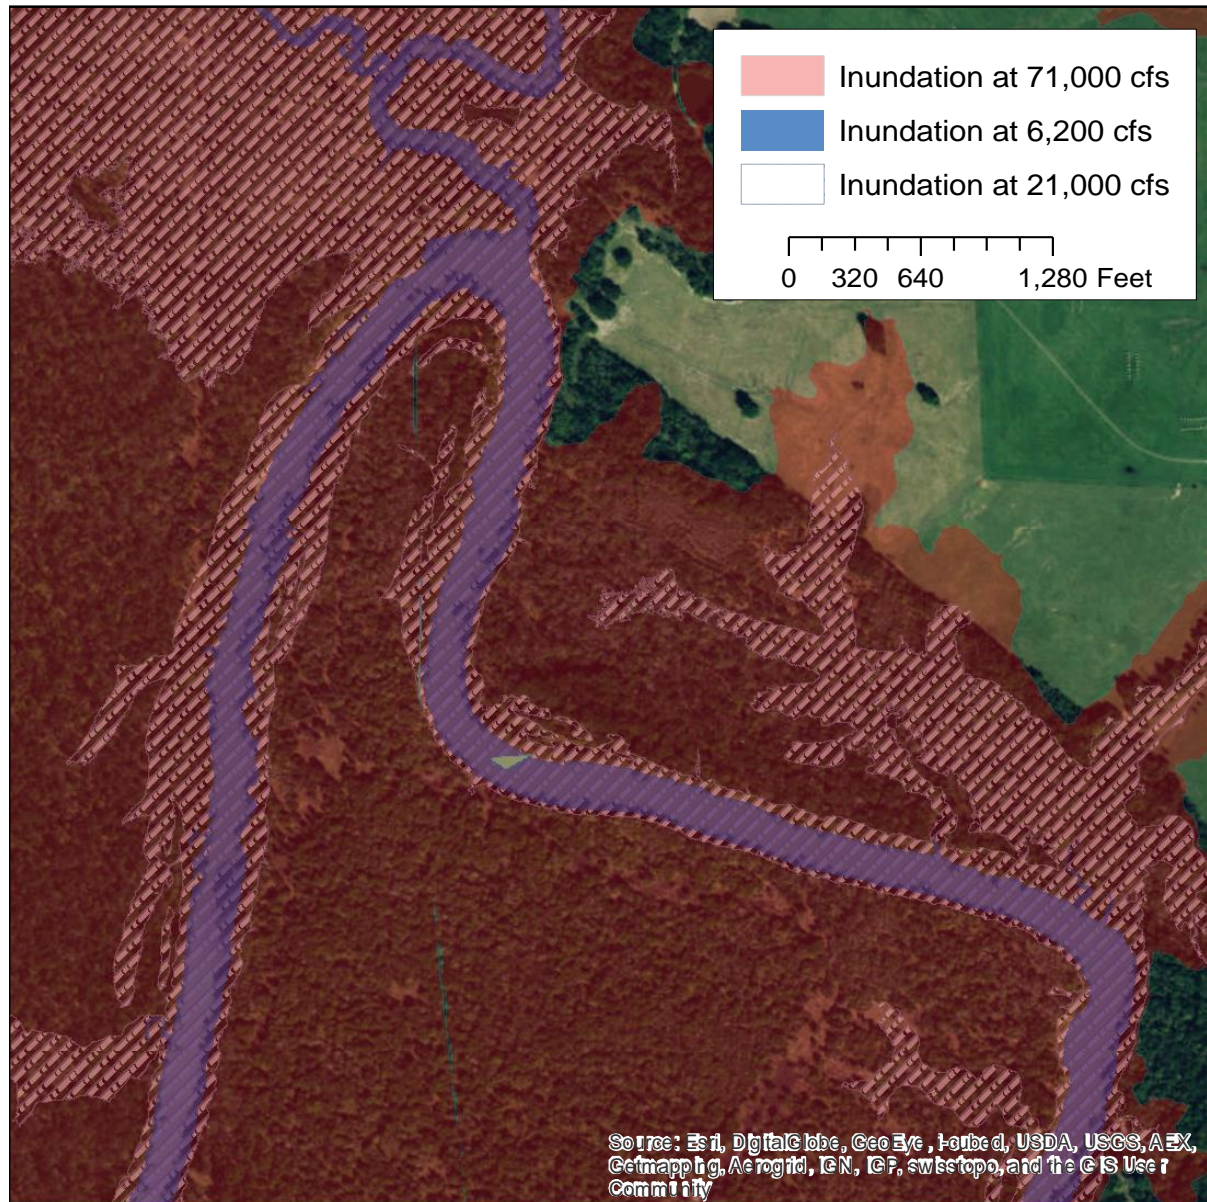 Inundation at 71,000 cfs
Inundation at 6,200 cfs
Inundation at 21,000 cfs
0 320 640 1,280 Feet
Source: Esri, DigitalGlobe, GeoEye, i-cubed, USDA, USGS, AEX,
Getmapping, Aerogrid, IGN, IGP, swisstopo, and the GIS User
Community